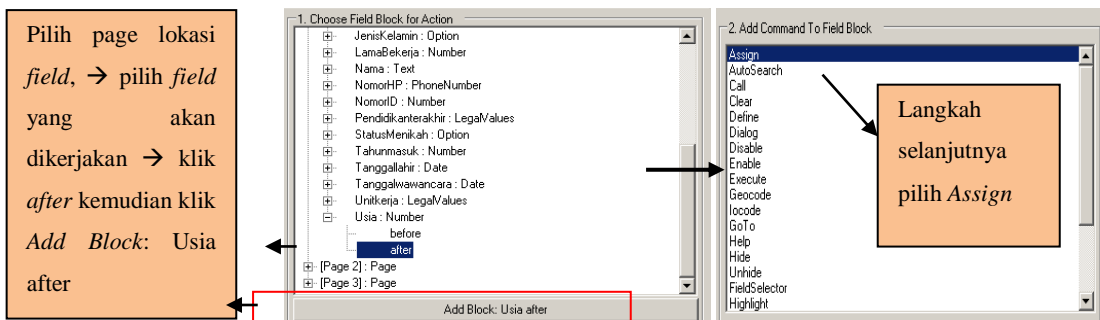 Pilih page lokasi
field, → pilih field
yang akan
dikerjakan → klik
after kemudian klik
Add Block: Usia
after
1. Choose Field Block for Action
JenisKelamin : Option
LamaBekerja : Number
Nama : Text
NomorHP : PhoneNumber
NomorID : Number
Pendidikanterakhir : LegalValues
StatusMenikah : Option
Tahunmasuk : Number
Tanggallahir : Date
Tanggalwawancara : Date
Unitkerja : LegalValues
Usia : Number
before
after
[Page 2] : Page
[Page 3] : Page
Add Block: Usia after
2. Add Command To Field Block
Assign
AutoSearch
Call
Clear
Define
Dialog
Disable
Enable
Execute
Geocode
Iocode
GoTo
Help
Hide
Unhide
FieldSelector
Highlight
Langkah
selanjutnya
pilih Assign